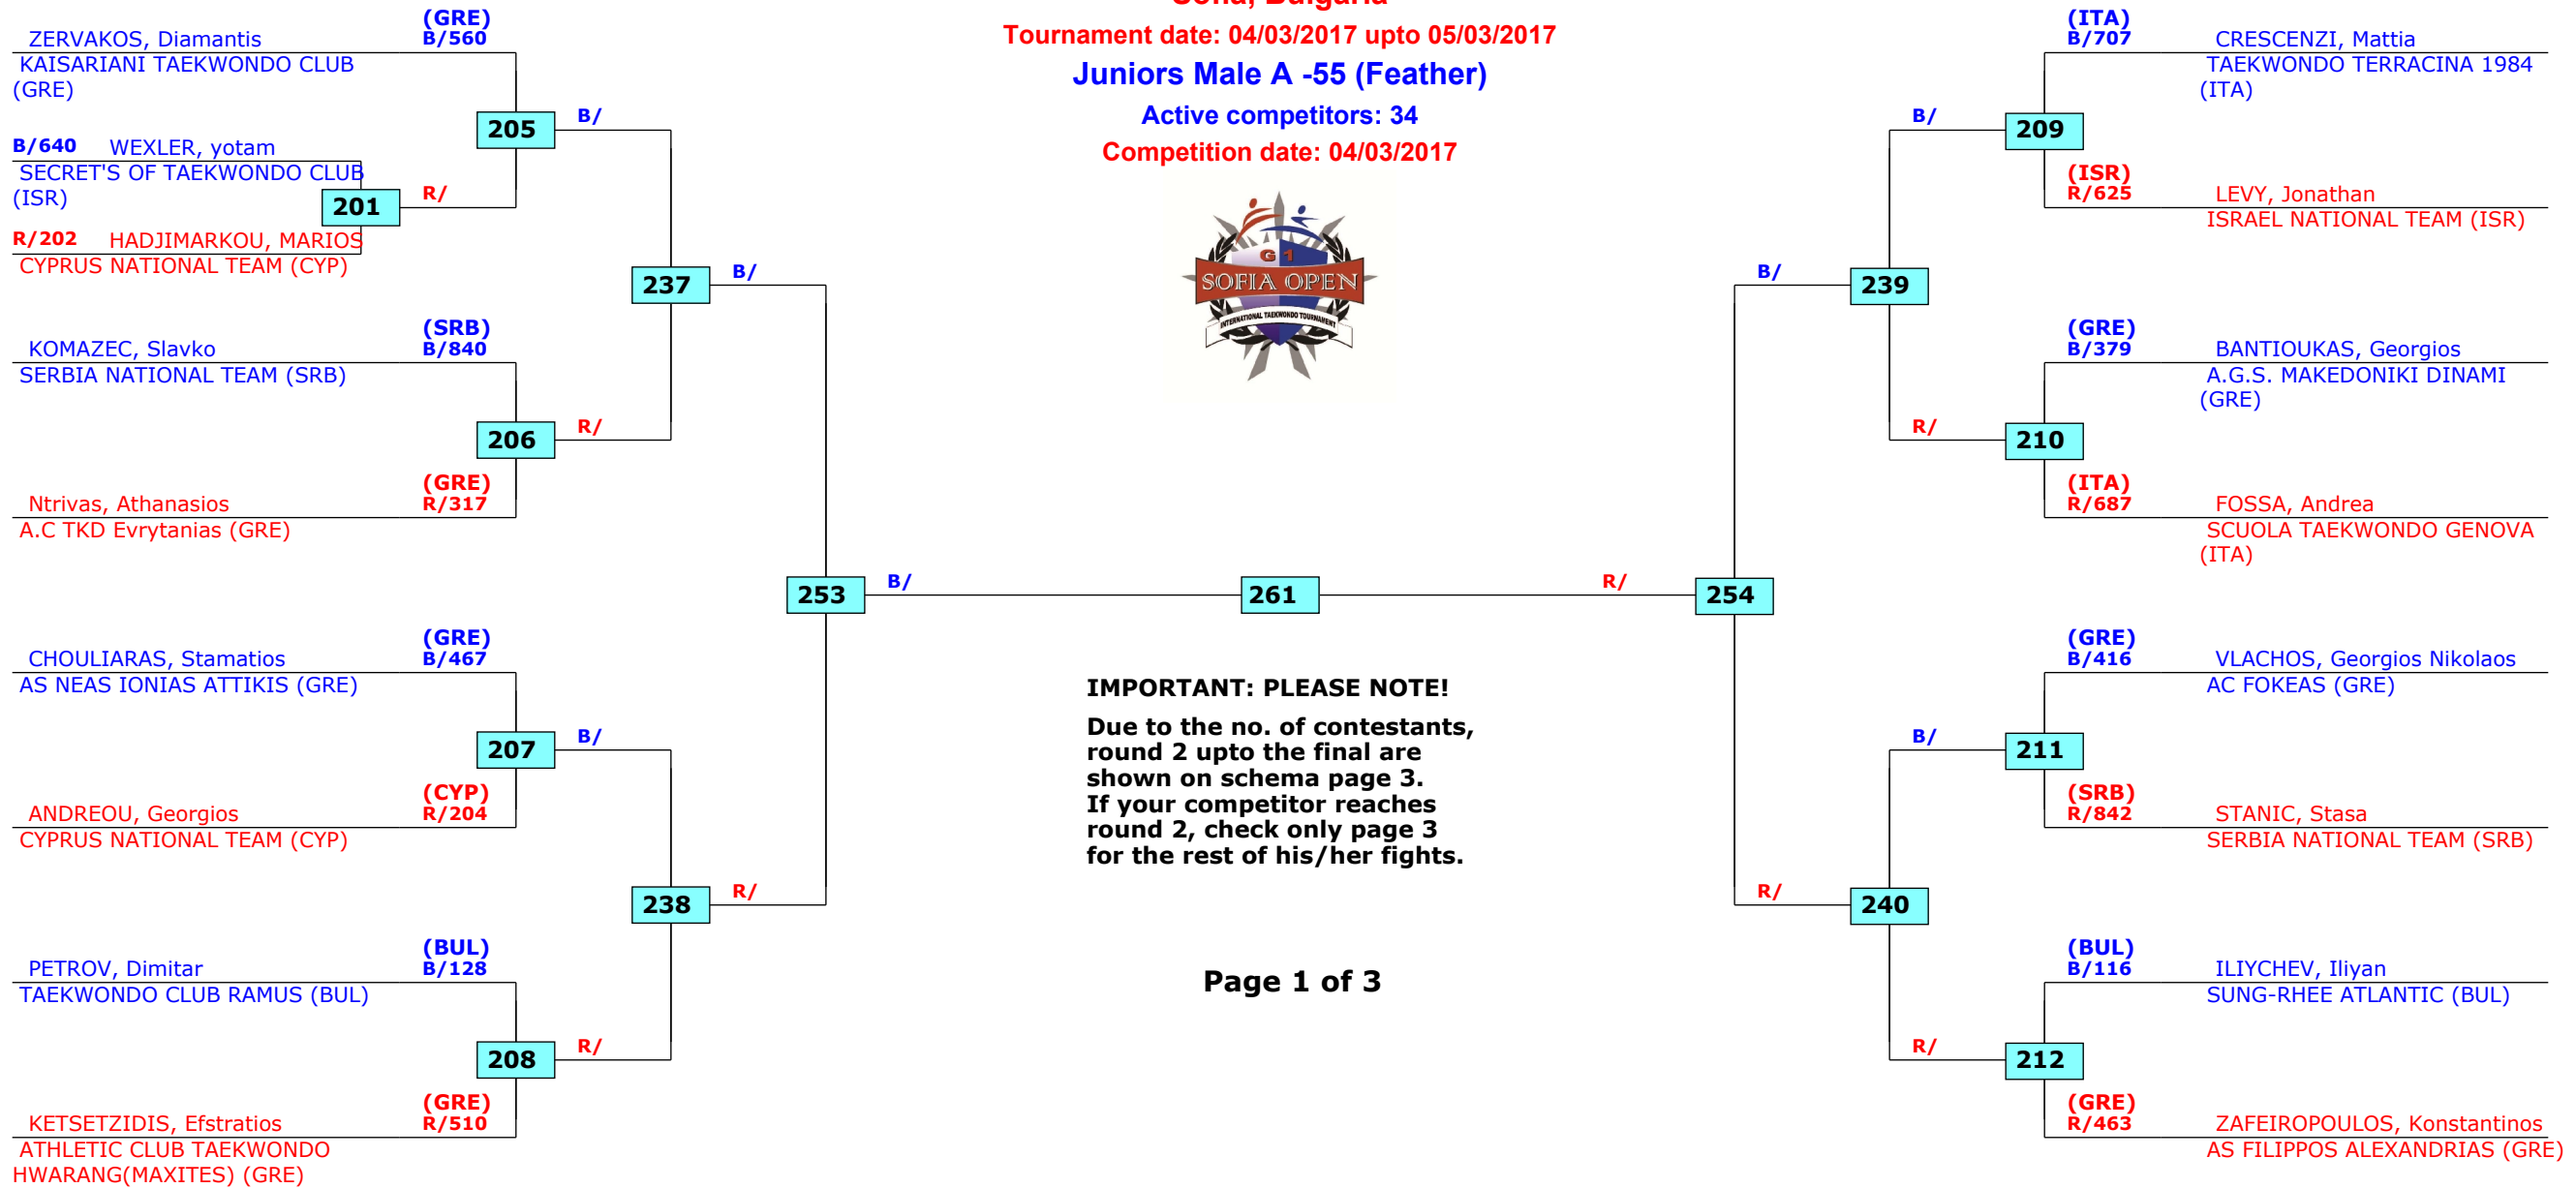 Sofia, Bulgaria
Tournament date: 04/03/2017 upto 05/03/2017
Juniors Male A -55 (Feather)
Active competitors: 34
Competition date: 04/03/2017
G 1
SOFIA OPEN
INTERNATIONAL TAEKWONDO TOURNAMENT
(GRE)
ZERVAKOS, Diamantis B/560
KAISARIANI TAEKWONDO CLUB
(GRE)
205 B/
B/640 WEXLER, yotam
SECRET'S OF TAEKWONDO CLUB
(ISR)
201 R/
R/202 HADJIMARKOU, MARIOS
CYPRUS NATIONAL TEAM (CYP)
237 B/
(SRB)
KOMAZEC, Slavko B/840
SERBIA NATIONAL TEAM (SRB)
206 R/
(GRE)
Ntrivas, Athanasios R/317
A.C TKD Evrytanias (GRE)
253 B/
(GRE)
CHOULIARAS, Stamatios B/467
AS NEAS IONIAS ATTIKIS (GRE)
207 B/
(CYP)
ANDREOU, Georgios R/204
CYPRUS NATIONAL TEAM (CYP)
238 R/
(BUL)
PETROV, Dimitar B/128
TAEKWONDO CLUB RAMUS (BUL)
208 R/
(GRE)
KETSETZIDIS, Efstratios R/510
ATHLETIC CLUB TAEKWONDO
HWARANG(MAXITES) (GRE)
261
IMPORTANT: PLEASE NOTE!
Due to the no. of contestants,
round 2 upto the final are
shown on schema page 3.
If your competitor reaches
round 2, check only page 3
for the rest of his/her fights.
Page 1 of 3
(ITA)
B/707 CRESCENZI, Mattia
TAEKWONDO TERRACINA 1984
(ITA)
B/ 209
(ISR)
R/625 LEVY, Jonathan
ISRAEL NATIONAL TEAM (ISR)
B/ 239
(GRE)
B/379 BANTIOUKAS, Georgios
A.G.S. MAKEDONIKI DINAMI
(GRE)
R/ 210
(ITA)
R/687 FOSSA, Andrea
SCUOLA TAEKWONDO GENOVA
(ITA)
R/ 254
(GRE)
B/416 VLACHOS, Georgios Nikolaos
AC FOKEAS (GRE)
B/ 211
(SRB)
R/842 STANIC, Stasa
SERBIA NATIONAL TEAM (SRB)
R/ 240
(BUL)
B/116 ILIYCHEV, Iliyan
SUNG-RHEE ATLANTIC (BUL)
R/ 212
(GRE)
R/463 ZAFEIROPOULOS, Konstantinos
AS FILIPPOS ALEXANDRIAS (GRE)